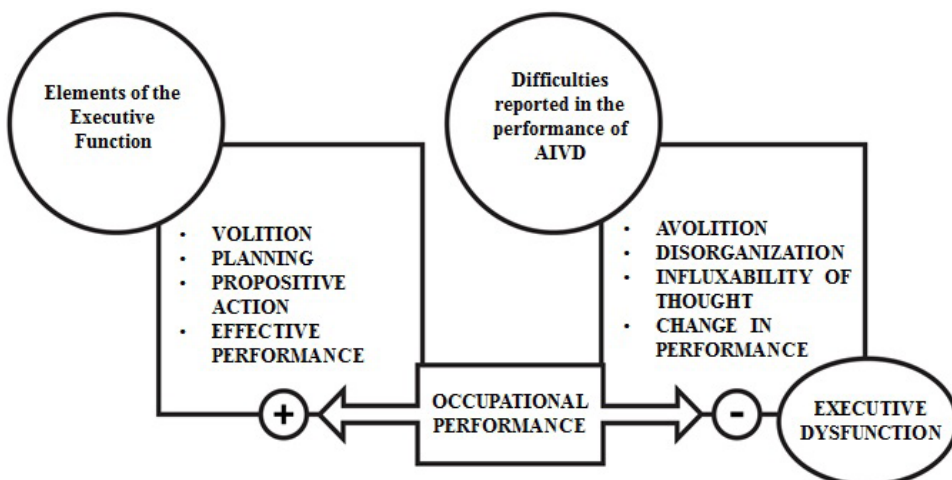 Elements of the
Executive
Function
Difficulties
reported in the
performance of
AIVD
• VOLITION
• PLANNING
• PROPOSITIVE
ACTION
• EFFECTIVE
PERFORMANCE
• AVOLITION
• DISORGANIZATION
• INFLUXABILITY OF
THOUGHT
• CHANGE IN
PERFORMANCE
+
OCCUPATIONAL
PERFORMANCE
-
EXECUTIVE
DYSFUNCTION